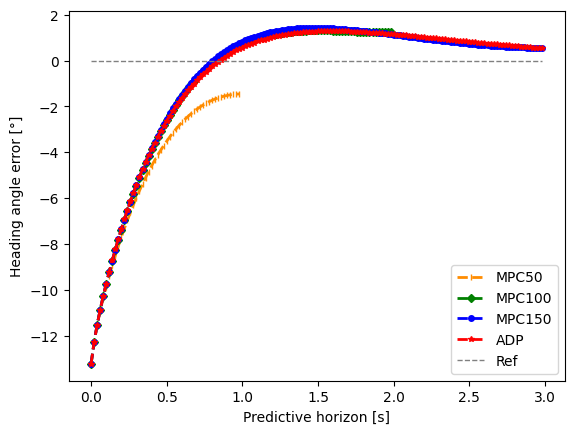 Heading angle error [°]
2
0
−2
−4
−6
−8
−10
−12
MPC50
MPC100
MPC150
ADP
Ref
0.0 0.5 1.0 1.5 2.0 2.5 3.0
Predictive horizon [s]